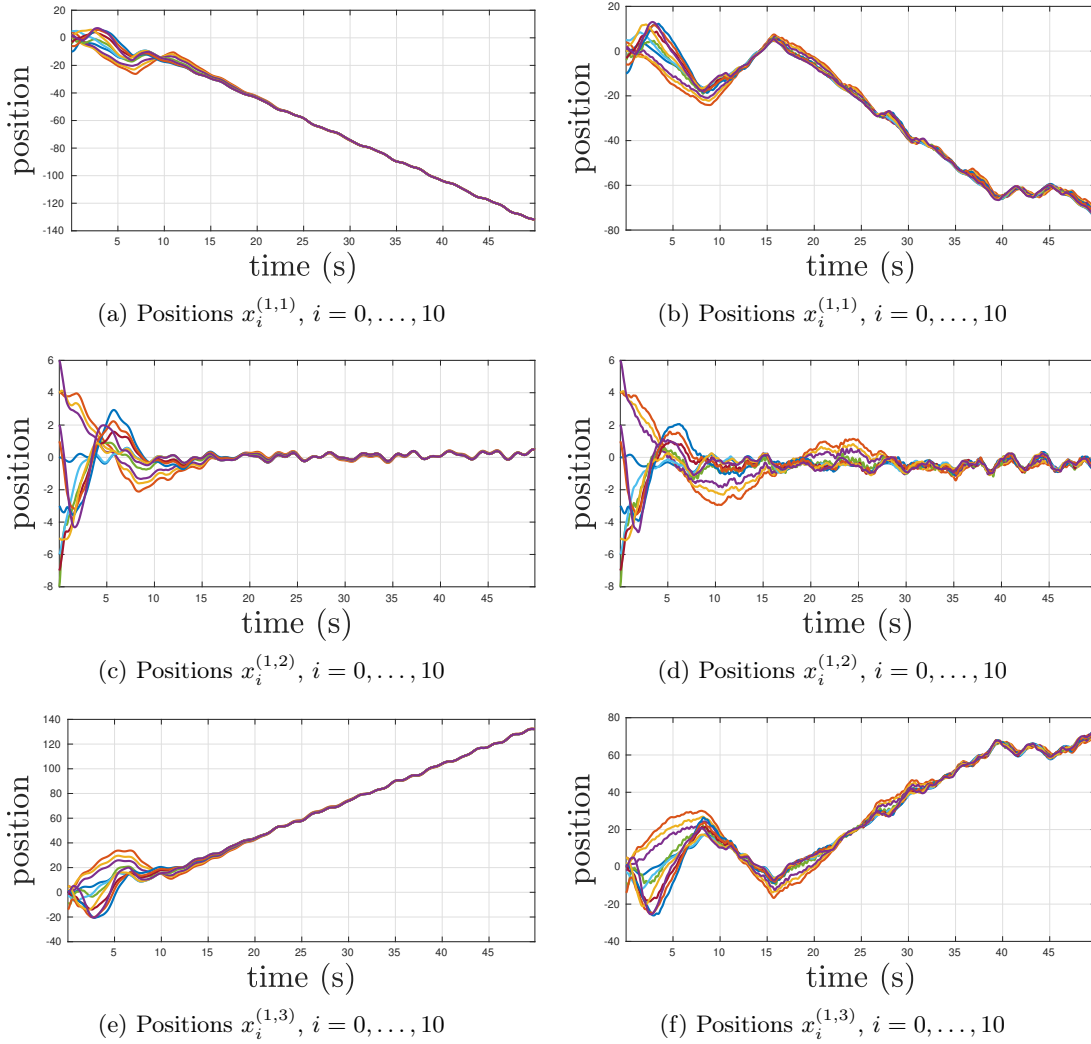 20
0
-20
-40
-60
-80
-100
-120
-140
position
5 10 15 20 25 30 35 40 45
time (s)
(a) Positions $x_i^{(1,1)}$, $i = 0, \ldots, 10$
20
0
-20
-40
-60
-80
position
5 10 15 20 25 30 35 40 45
time (s)
(b) Positions $x_i^{(1,1)}$, $i = 0, \ldots, 10$
6
4
2
0
-2
-4
-6
-8
position
5 10 15 20 25 30 35 40 45
time (s)
(c) Positions $x_i^{(1,2)}$, $i = 0, \ldots, 10$
6
4
2
0
-2
-4
-6
-8
position
5 10 15 20 25 30 35 40 45
time (s)
(d) Positions $x_i^{(1,2)}$, $i = 0, \ldots, 10$
140
120
100
80
60
40
20
0
-20
-40
position
5 10 15 20 25 30 35 40 45
time (s)
(e) Positions $x_i^{(1,3)}$, $i = 0, \ldots, 10$
80
60
40
20
0
-20
-40
position
5 10 15 20 25 30 35 40 45
time (s)
(f) Positions $x_i^{(1,3)}$, $i = 0, \ldots, 10$